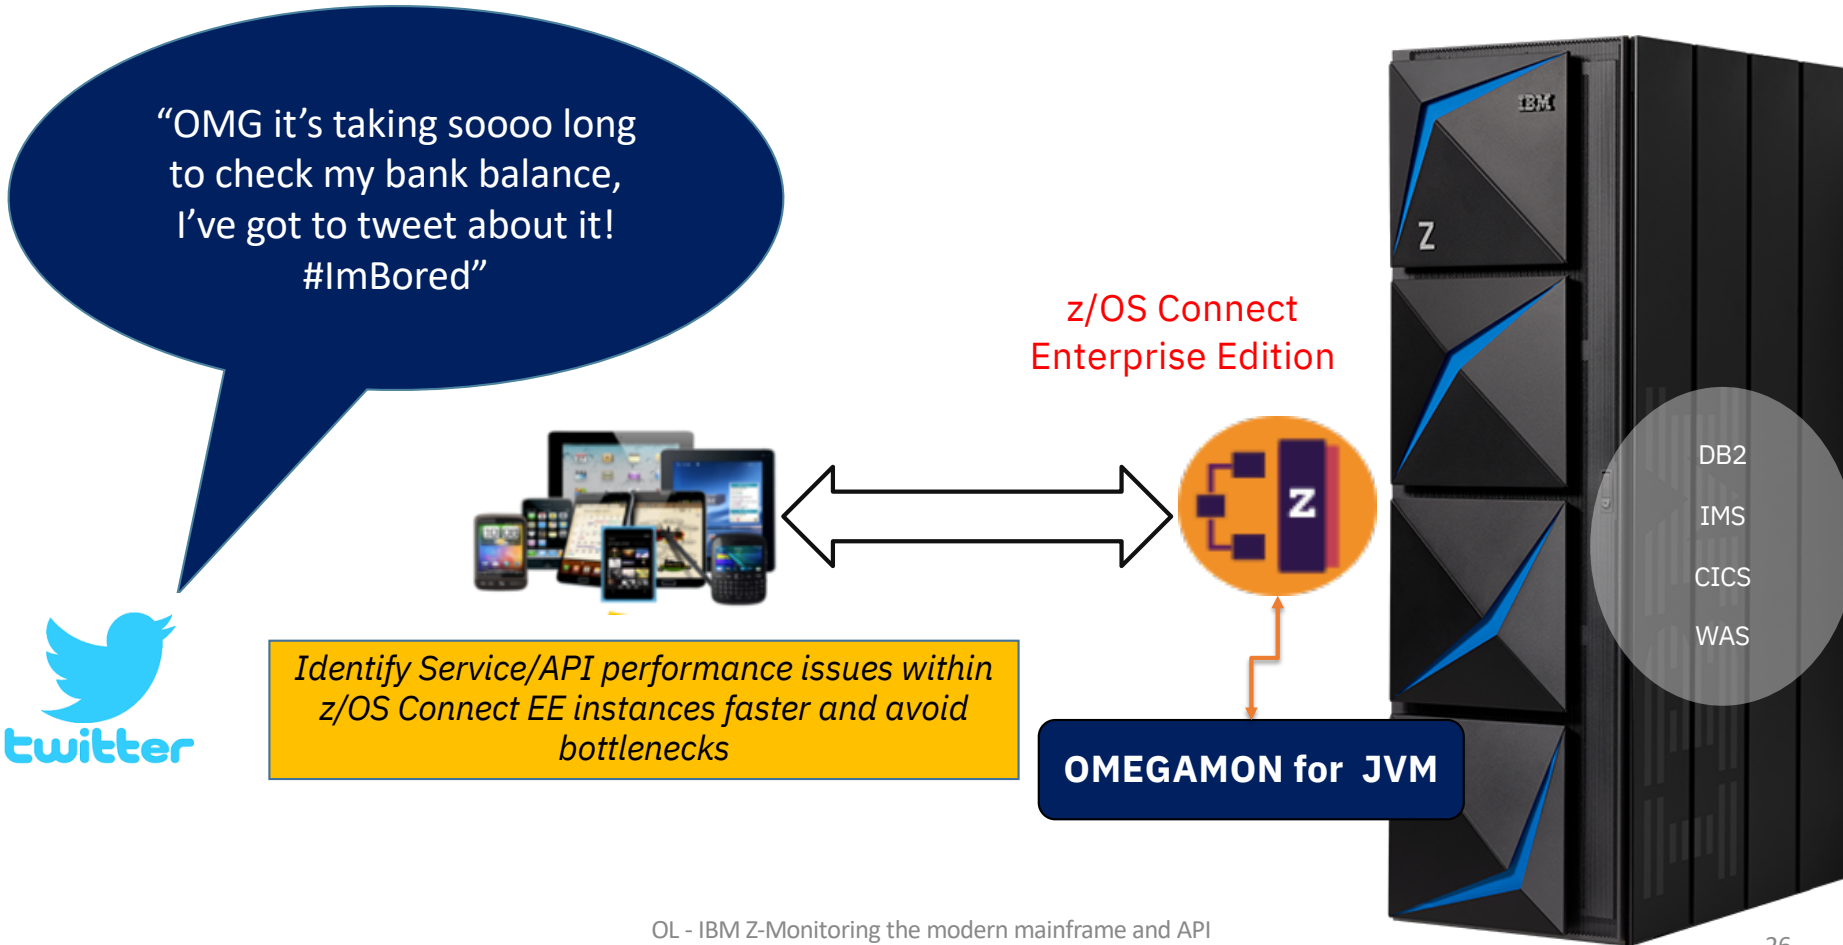 “OMG it’s taking soooo long
to check my bank balance,
I’ve got to tweet about it!
#ImBored”
twitter
Identify Service/API performance issues within
z/OS Connect EE instances faster and avoid
bottlenecks
z/OS Connect
Enterprise Edition
Z
OMEGAMON for JVM
IBM
Z
DB2
IMS
CICS
WAS
OL - IBM Z-Monitoring the modern mainframe and API
26